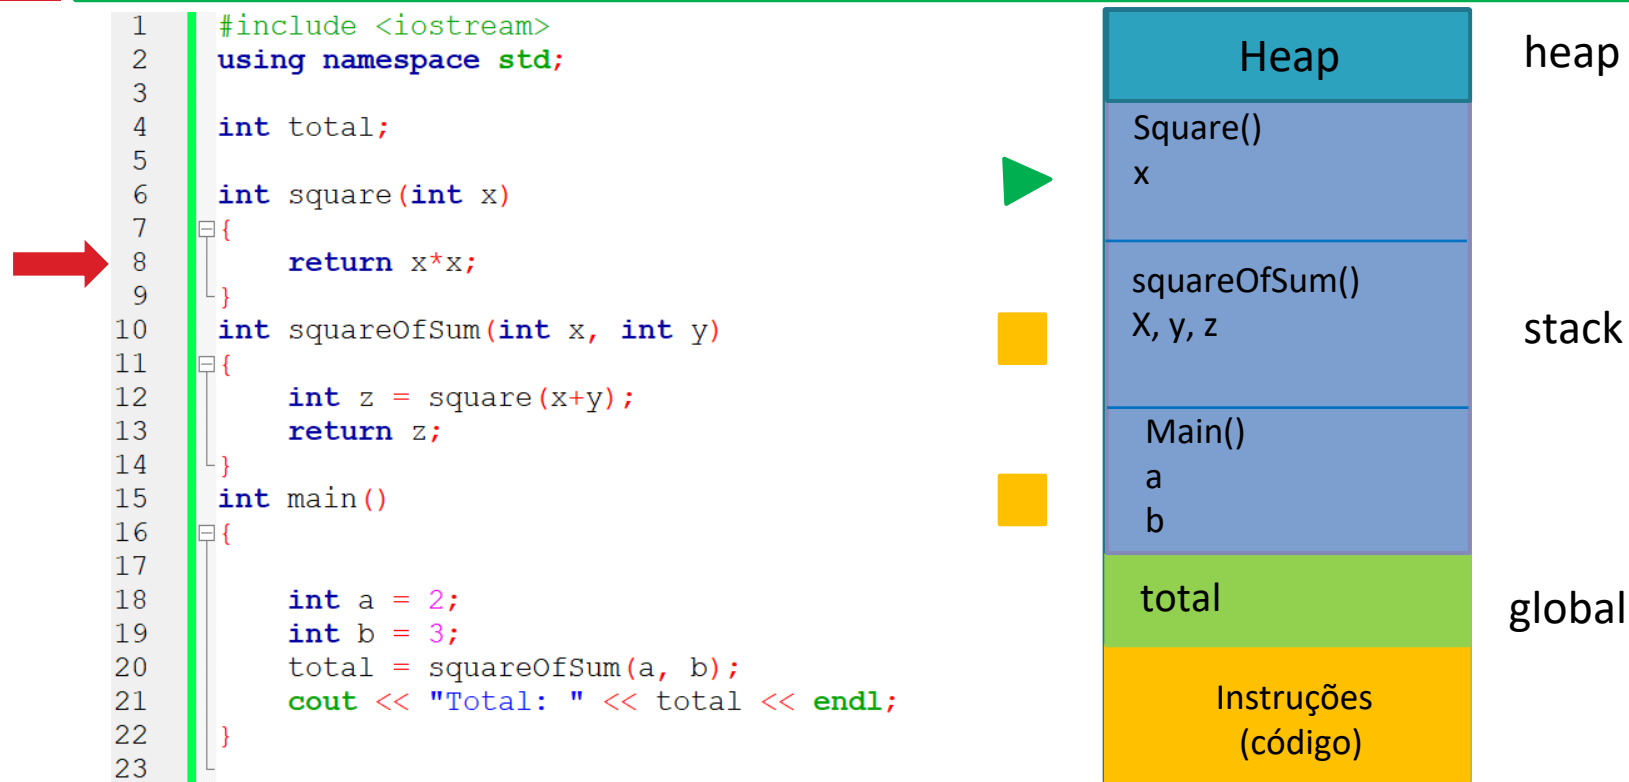 1 #include <iostream>
2 using namespace std;
3
4 int total;
5
6 int square(int x)
7 {
8     return x*x;
9 }
10 int squareOfSum(int x, int y)
11 {
12     int z = square(x+y);
13     return z;
14 }
15 int main()
16 {
17
18     int a = 2;
19     int b = 3;
20     total = squareOfSum(a, b);
21     cout << "Total: " << total << endl;
22 }
23
Heap
heap
Square()
x
squareOfSum()
X, y, z
stack
Main()
a
b
total
global
Instruções
(código)